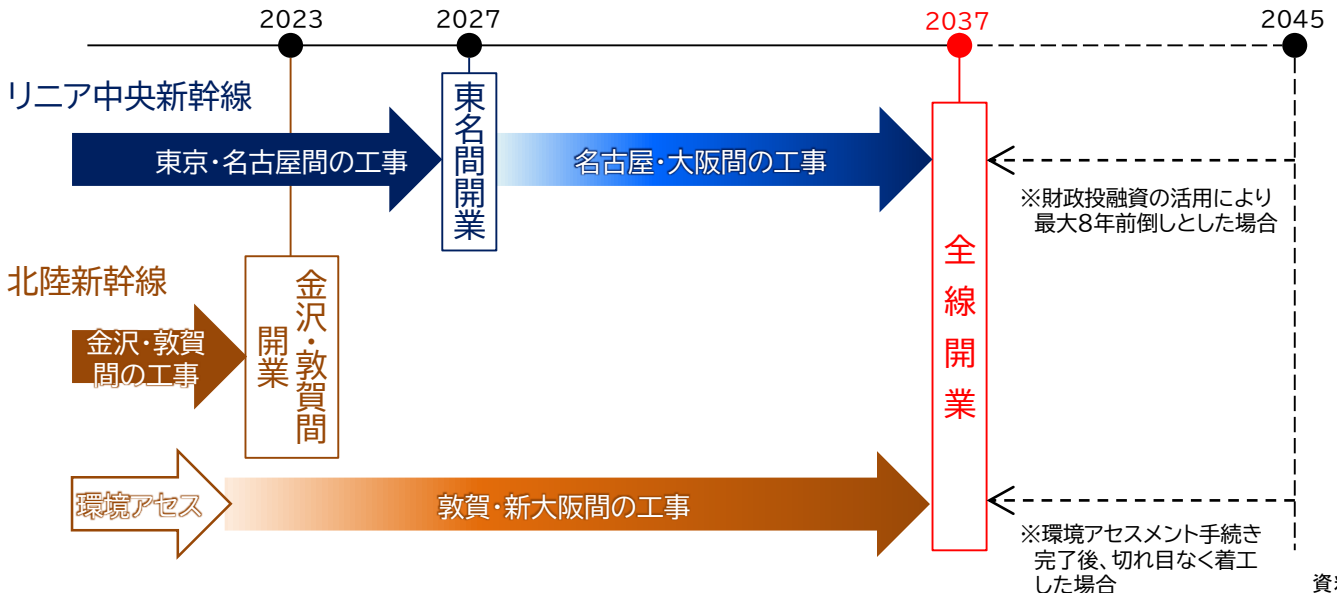 2023
2027
2037
2045
リニア中央新幹線
東京・名古屋間の工事
東名間開業
名古屋・大阪間の工事
※財政投融資の活用により
最大8年前倒しとした場合
全線開業
北陸新幹線
金沢・敦賀
間の工事
金沢・敦賀間
開業
環境アセス
敦賀・新大阪間の工事
※環境アセスメント手続き
完了後、切れ目なく着工
した場合